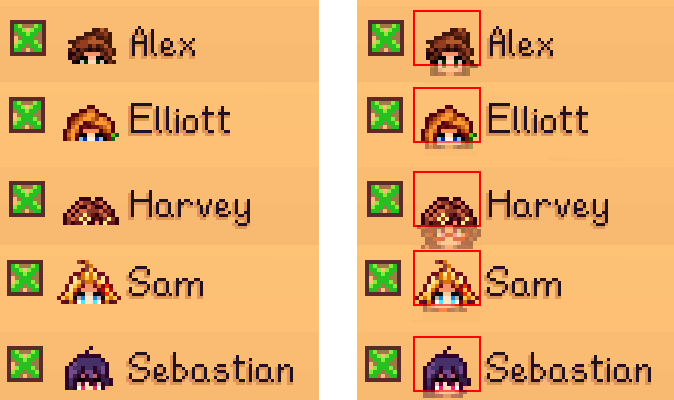 Alex Alex
Elliott Elliott
Harvey Harvey
Sam Sam
Sebastian Sebastian